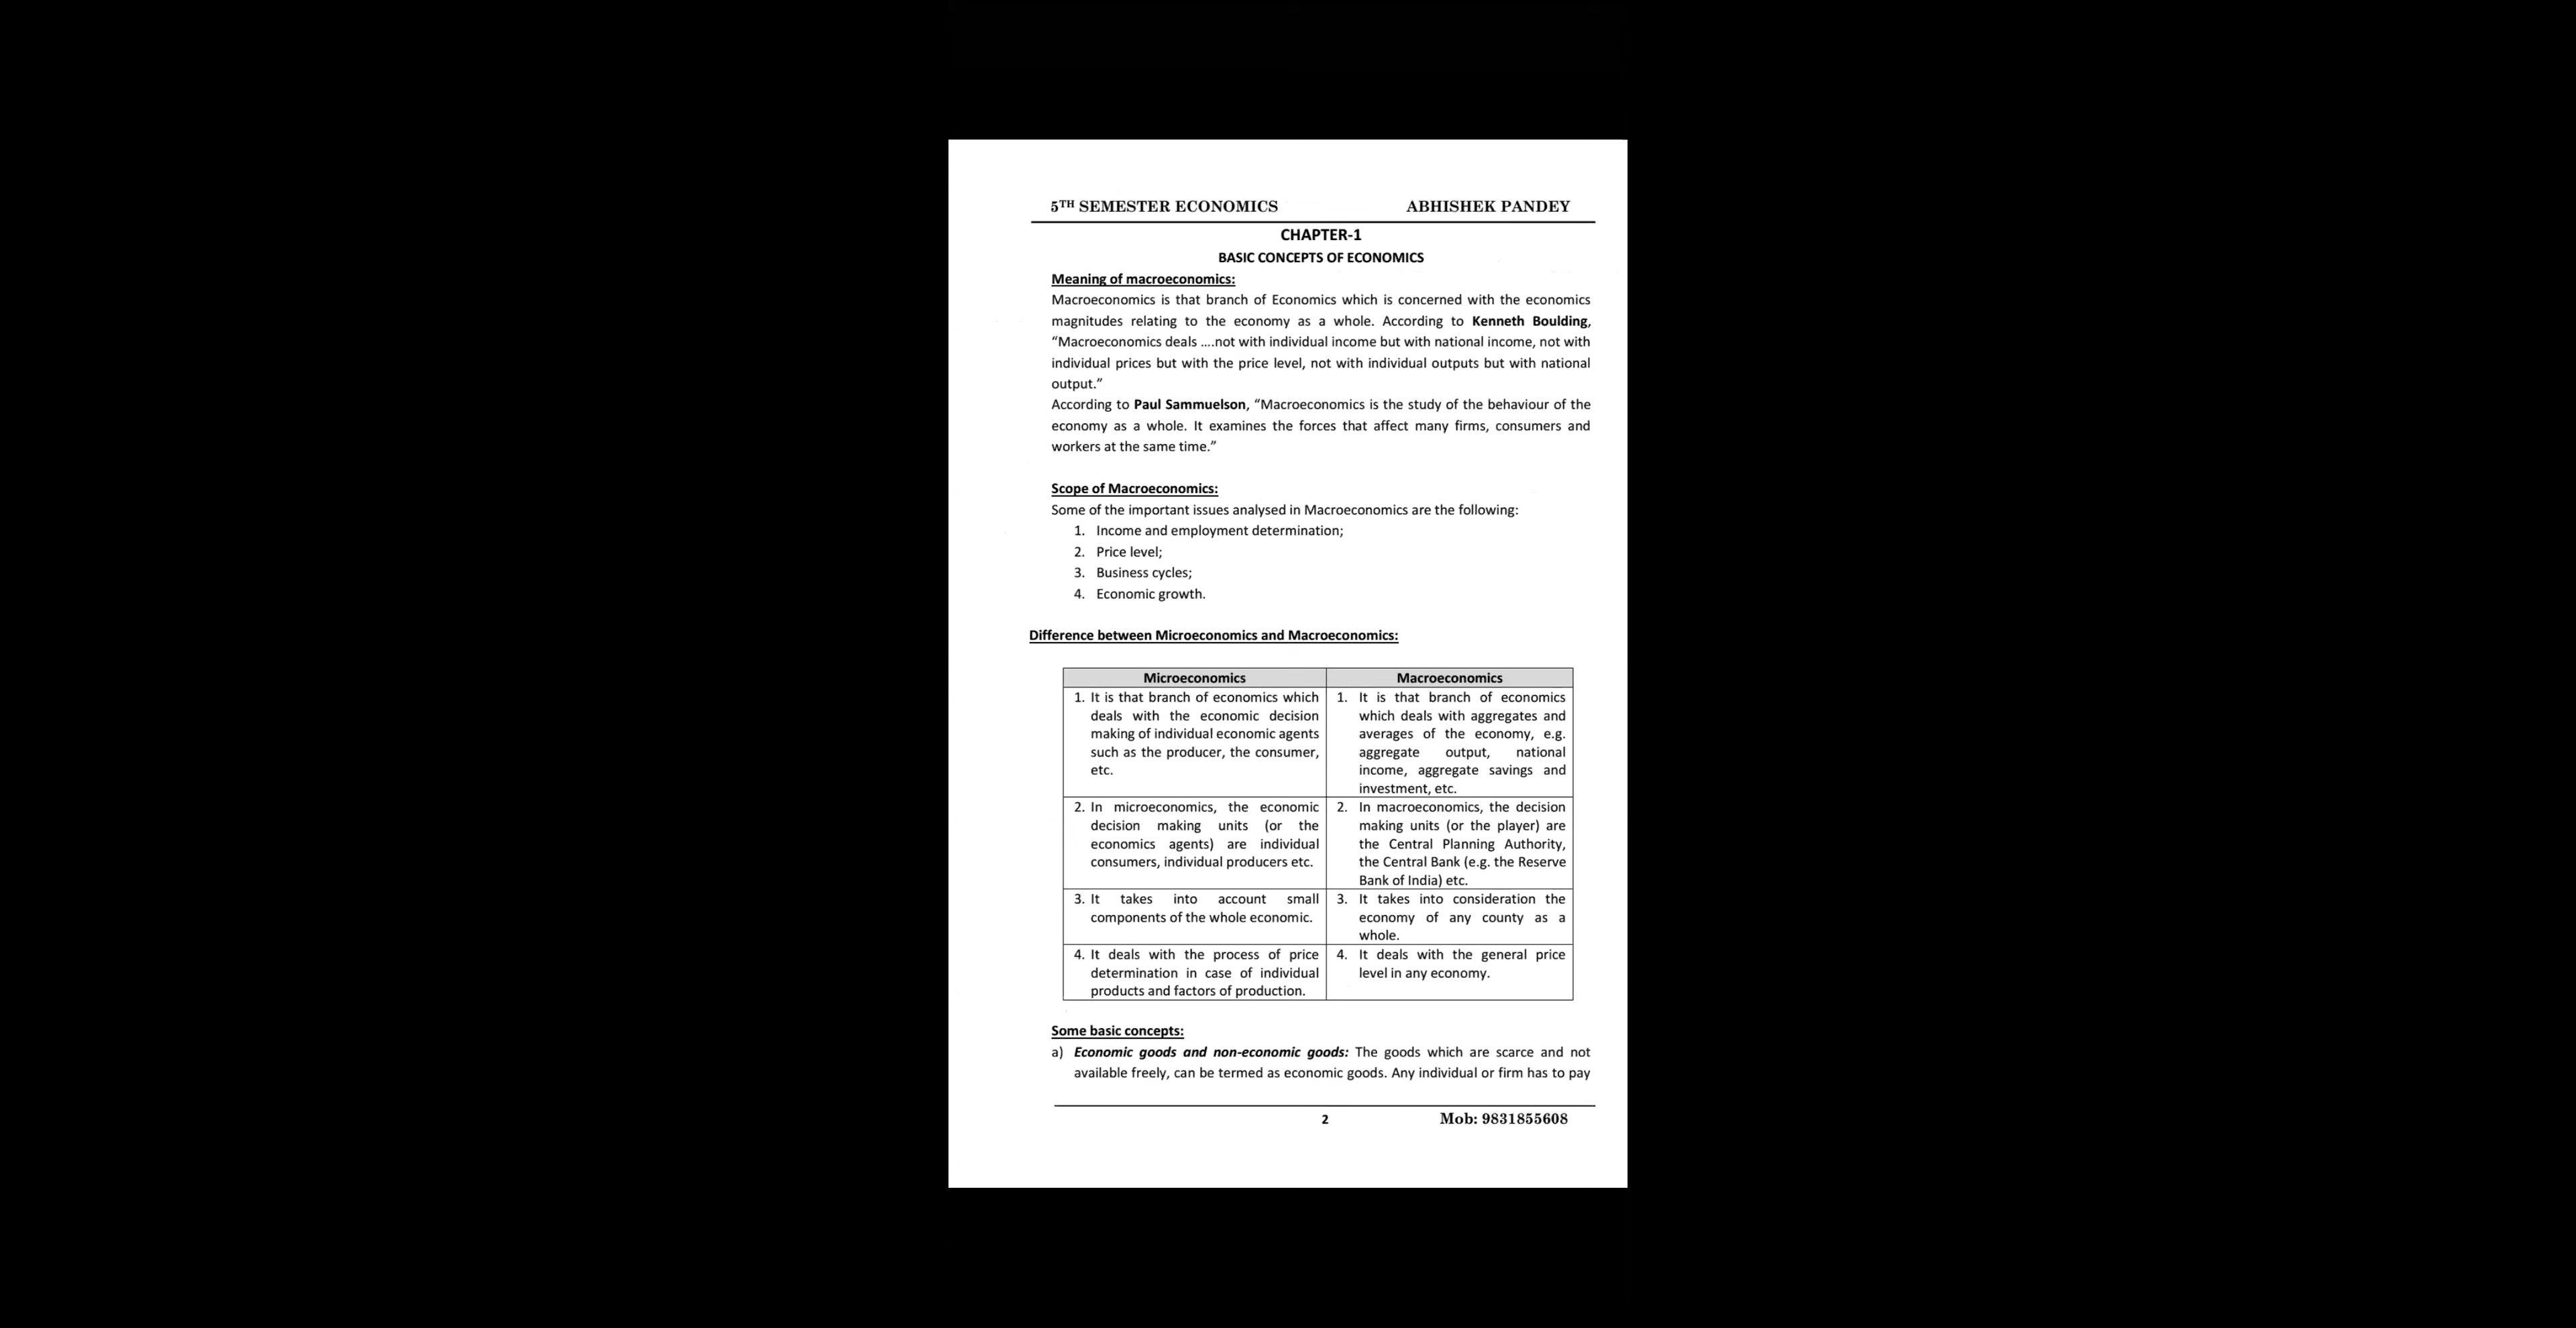 5TH SEMESTER ECONOMICS ABHISHEK PANDEY
CHAPTER-1
BASIC CONCEPTS OF ECONOMICS
Meaning of macroeconomics:
Macroeconomics is that branch of Economics which is concerned with the economics
magnitudes relating to the economy as a whole. According to Kenneth Boulding,
“Macroeconomics deals ....not with individual income but with national income, not with
individual prices but with the price level, not with individual outputs but with national
output.”
According to Paul Sammuelson, “Macroeconomics is the study of the behaviour of the
economy as a whole. It examines the forces that affect many firms, consumers and
workers at the same time.”
Scope of Macroeconomics:
Some of the important issues analysed in Macroeconomics are the following:
1. Income and employment determination;
2. Price level;
3. Business cycles;
4. Economic growth.
Difference between Microeconomics and Macroeconomics:
Microeconomics
Macroeconomics
1. It is that branch of economics which
deals with the economic decision
making of individual economic agents
such as the producer, the consumer,
etc.
1. It is that branch of economics
which deals with aggregates and
averages of the economy, e.g.
aggregate output, national
income, aggregate savings and
investment, etc.
2. In microeconomics, the economic
decision making units (or the
economics agents) are individual
consumers, individual producers etc.
2. In macroeconomics, the decision
making units (or the player) are
the Central Planning Authority,
the Central Bank (e.g. the Reserve
Bank of India) etc.
3. It takes into account small
components of the whole economic.
3. It takes into consideration the
economy of any county as a
whole.
4. It deals with the process of price
determination in case of individual
products and factors of production.
4. It deals with the general price
level in any economy.
Some basic concepts:
a) Economic goods and non-economic goods: The goods which are scarce and not
available freely, can be termed as economic goods. Any individual or firm has to pay
2 Mob: 9831855608